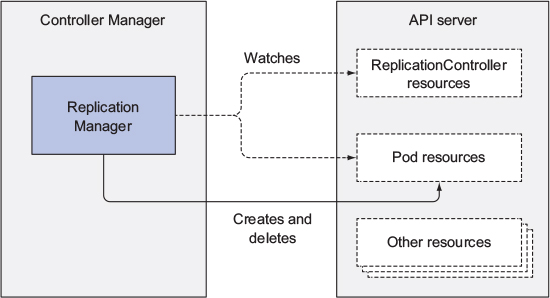 Controller Manager
API server
Watches
ReplicationController
resources
Replication
Manager
Pod resources
Creates and
deletes
Other resources